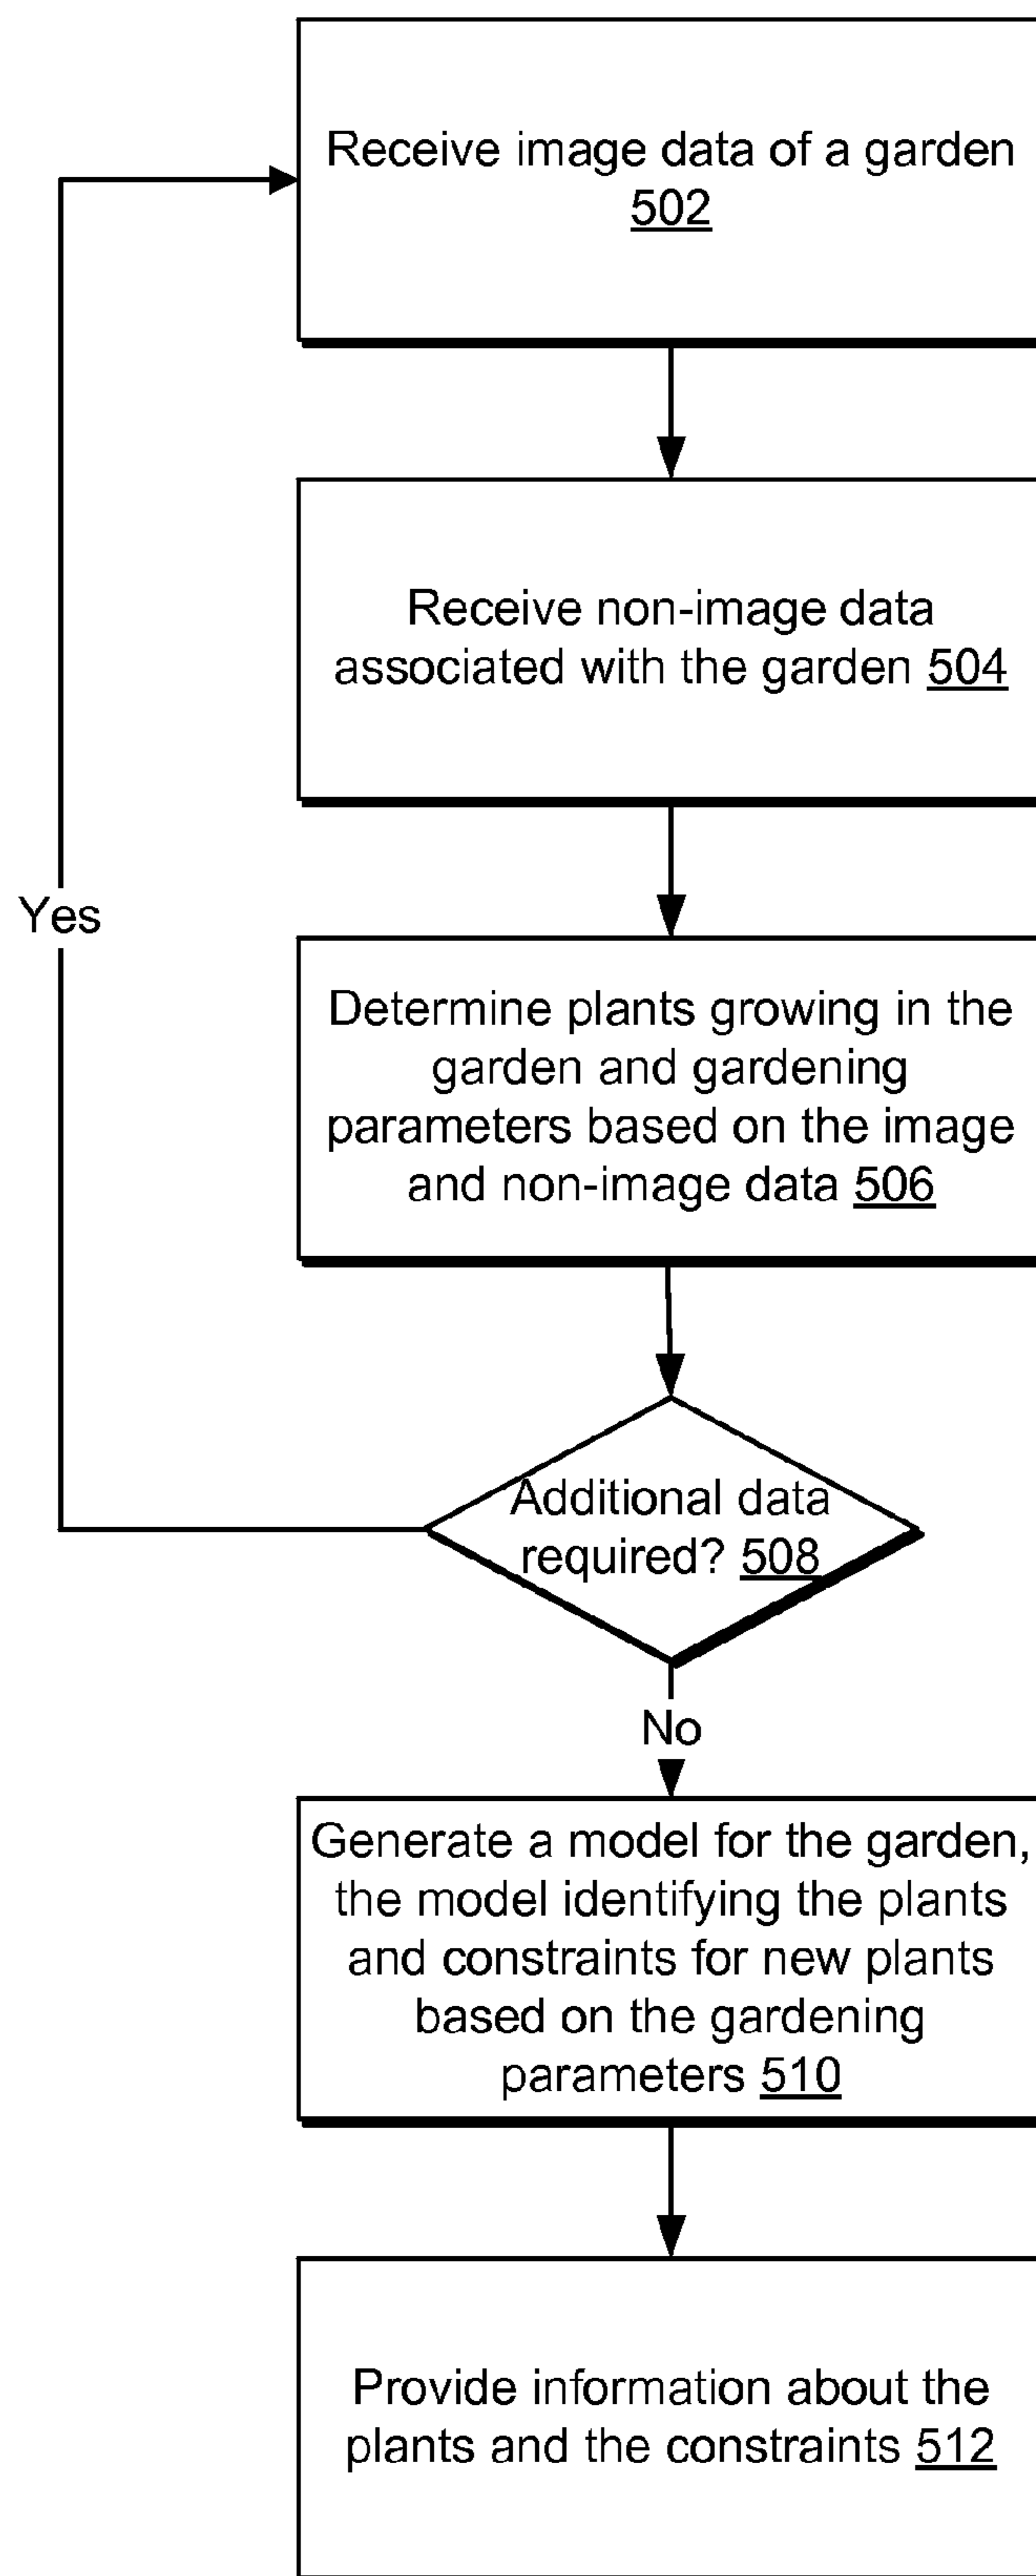 Receive image data of a garden
502
Receive non-image data
associated with the garden 504
Yes
Determine plants growing in the
garden and gardening
parameters based on the image
and non-image data 506
Additional data
required? 508
No
Generate a model for the garden,
the model identifying the plants
and constraints for new plants
based on the gardening
parameters 510
Provide information about the
plants and the constraints 512